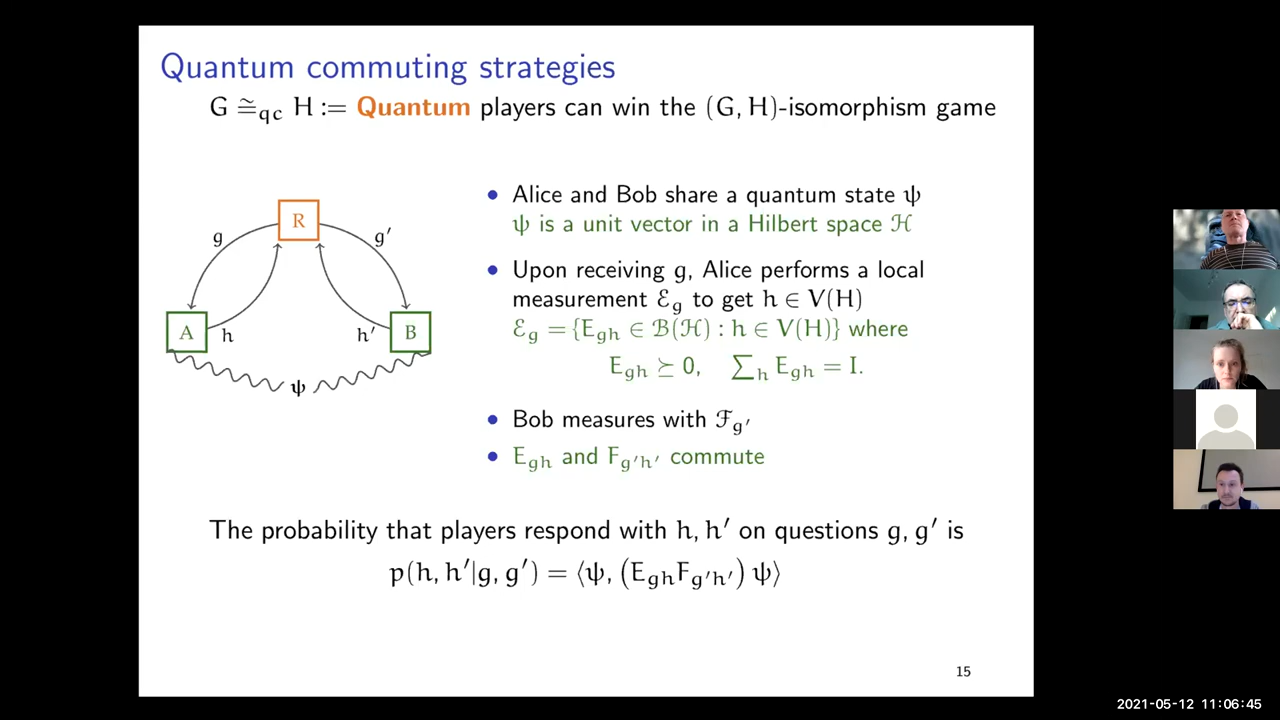 Quantum commuting strategies
G ≅qc H := Quantum players can win the (G, H)-isomorphism game
R
g
g′
A
h
h′
B
ψ
• Alice and Bob share a quantum state ψ
ψ is a unit vector in a Hilbert space ℋ
• Upon receiving g, Alice performs a local
measurement ℰg to get h ∈ V(H)
ℰg = {Egh ∈ ℬ(ℋ) : h ∈ V(H)} where
Egh ⪰ 0, ∑h Egh = I.
• Bob measures with ℱg′
• Egh and Fg′h′ commute
The probability that players respond with h, h′ on questions g, g′ is
p(h, h′|g, g′) = ⟨ψ, (EghFg′h′) ψ⟩
15
2021-05-12 11:06:45